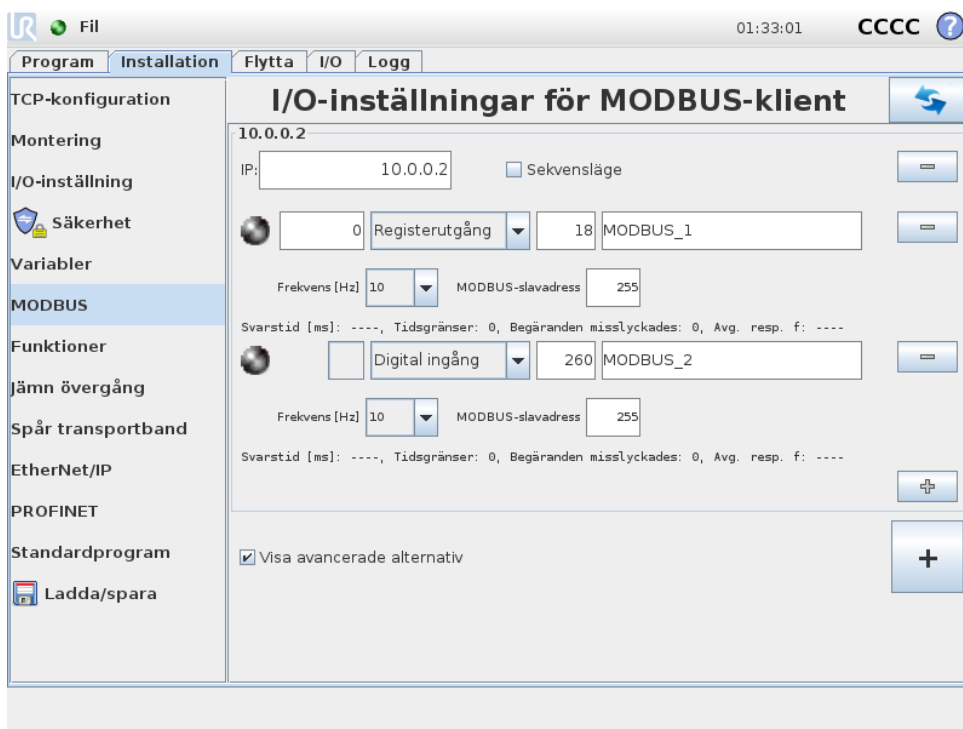 UR Fil 01:33:01 CCCC ?
Program Installation Flytta I/O Logg
TCP-konfiguration
Montering
I/O-inställning
Säkerhet
Variabler
MODBUS
Funktioner
Jämn övergång
Spår transportband
EtherNet/IP
PROFINET
Standardprogram
Ladda/spara
I/O-inställningar för MODBUS-klient
10.0.0.2
IP: 10.0.0.2 Sekvensläge
0 Registerutgång 18 MODBUS_1
Frekvens [Hz] 10 MODBUS-slavadress 255
Svarstid [ms]: ----, Tidsgränser: 0, Begäranden misslyckades: 0, Avg. resp. f: ----
Digital ingång 260 MODBUS_2
Frekvens [Hz] 10 MODBUS-slavadress 255
Svarstid [ms]: ----, Tidsgränser: 0, Begäranden misslyckades: 0, Avg. resp. f: ----
Visa avancerade alternativ